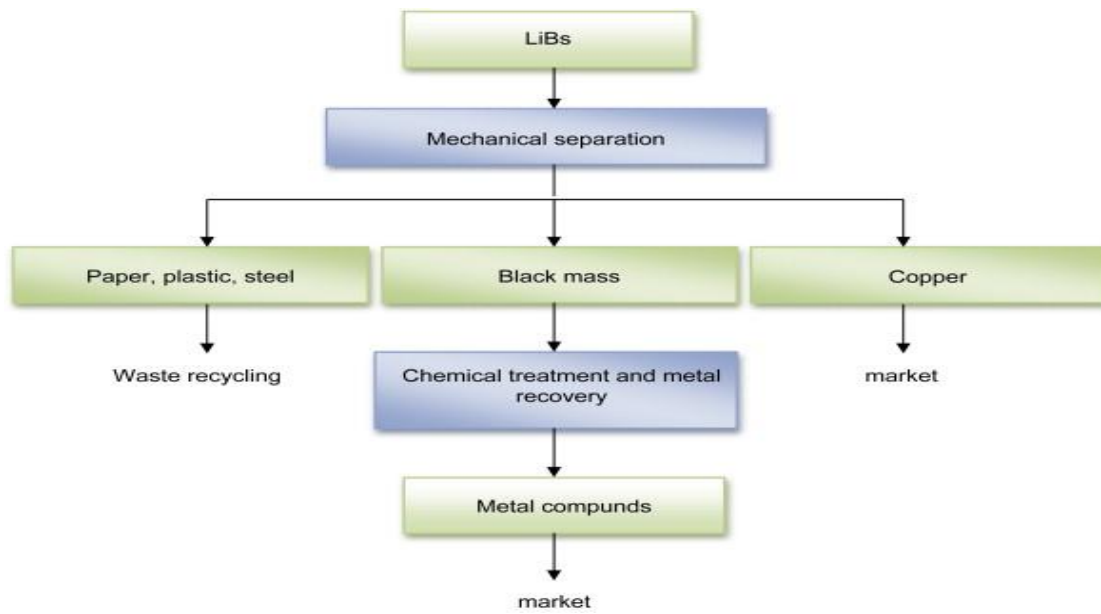 LiBs
Mechanical separation
Paper, plastic, steel
Black mass
Copper
Waste recycling
Chemical treatment and metal
recovery
market
Metal compunds
market